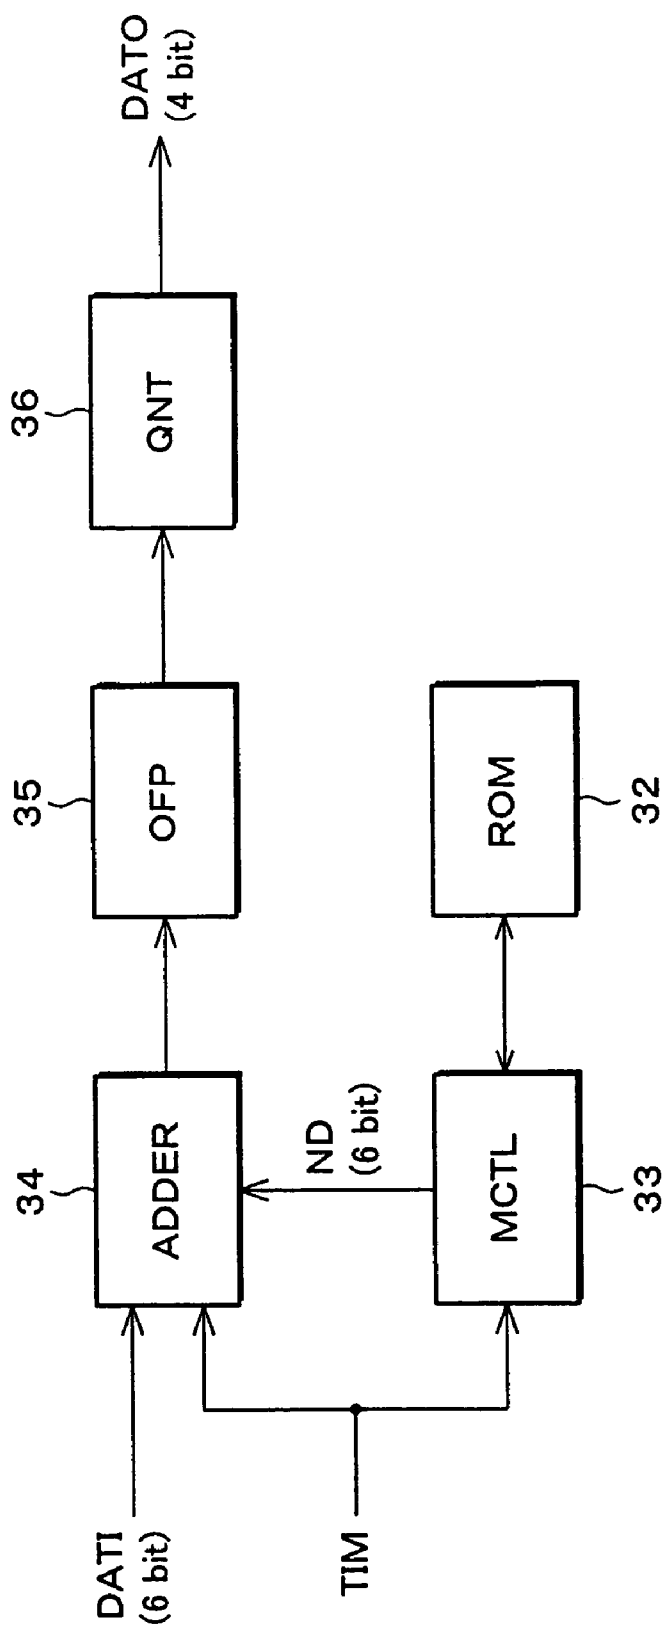 DATI
(6 bit)
TIM
34
ADDER
ND
(6 bit)
MCTL
33
35
OFP
ROM
32
36
QNT
DATO
(4 bit)